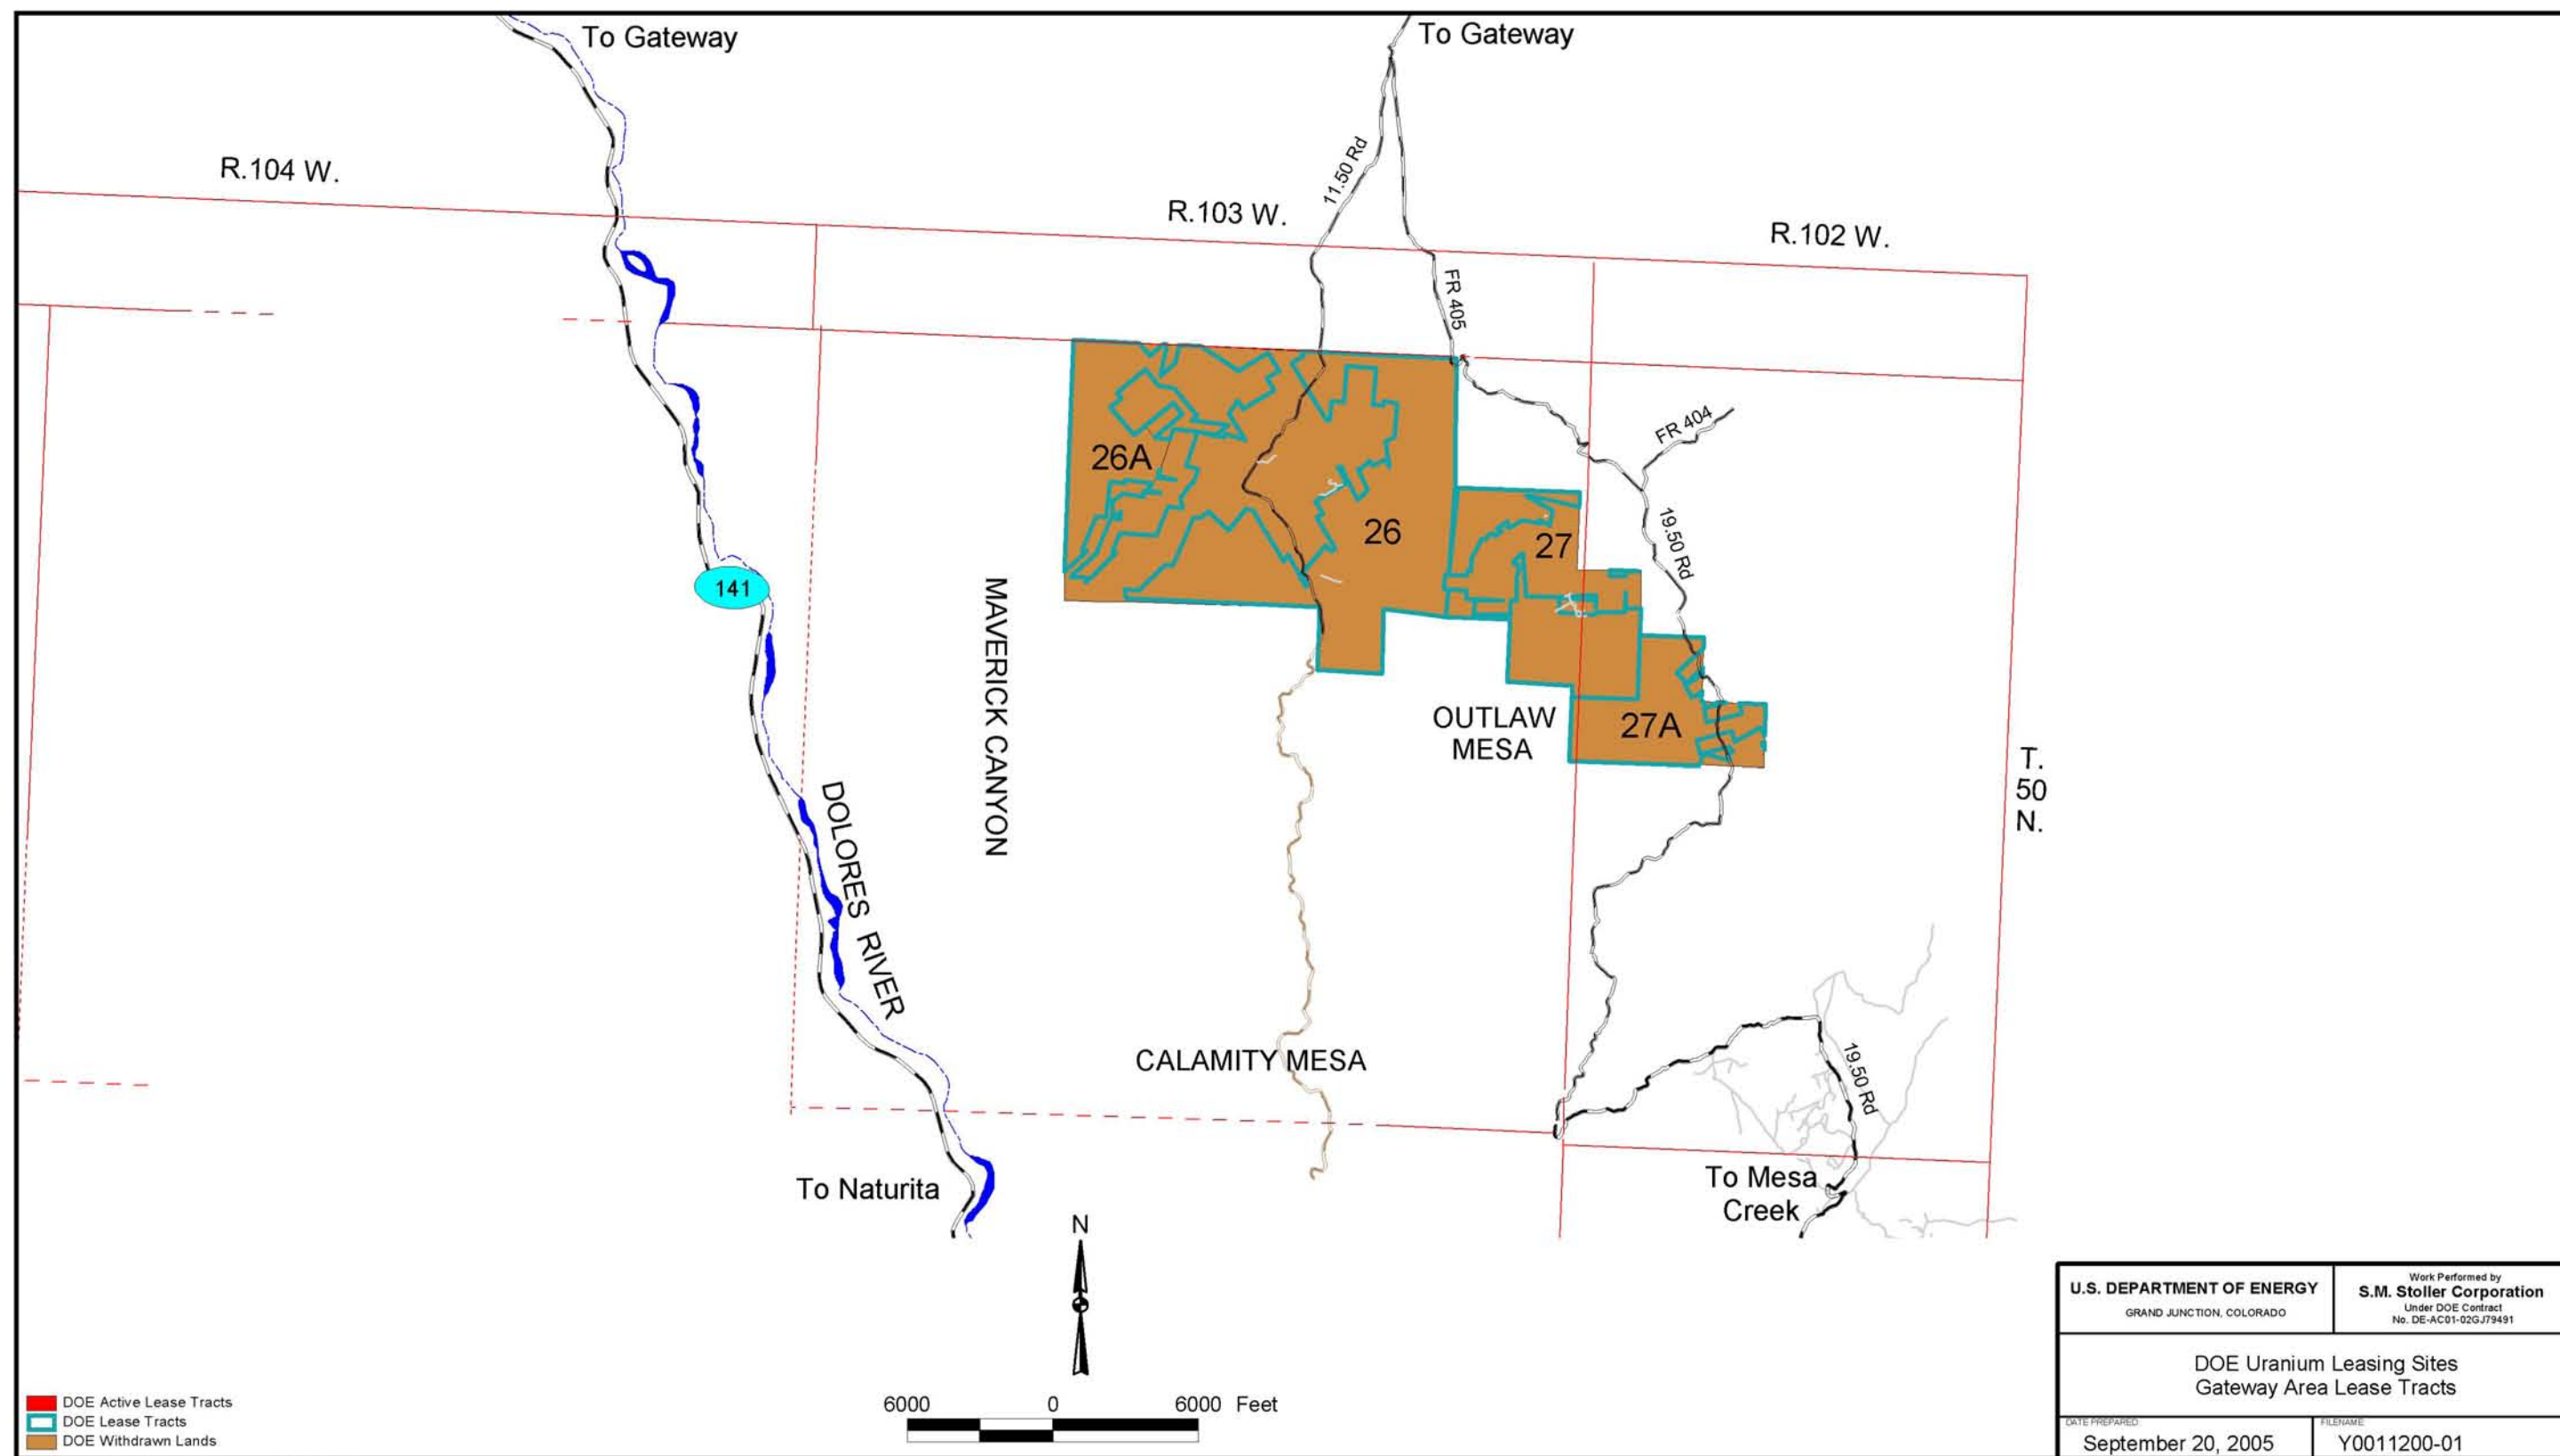 To Gateway
To Gateway
11.50 Rd
R.104 W.
R.103 W.
R.102 W.
FR 405
FR 404
26A
19.50 Rd
26
27
141
MAVERICK CANYON
OUTLAW
MESA
27A
T.
50
N.
DOLORES RIVER
CALAMITY MESA
19.50 Rd
To Naturita
To Mesa
Creek
N
U.S. DEPARTMENT OF ENERGY
GRAND JUNCTION, COLORADO
Work Performed by
S.M. Stoller Corporation
Under DOE Contract
No. DE-AC01-02GJ79491
DOE Uranium Leasing Sites
Gateway Area Lease Tracts
DATE PREPARED
September 20, 2005
FILENAME
Y0011200-01
DOE Active Lease Tracts
DOE Lease Tracts
DOE Withdrawn Lands
6000 0 6000 Feet